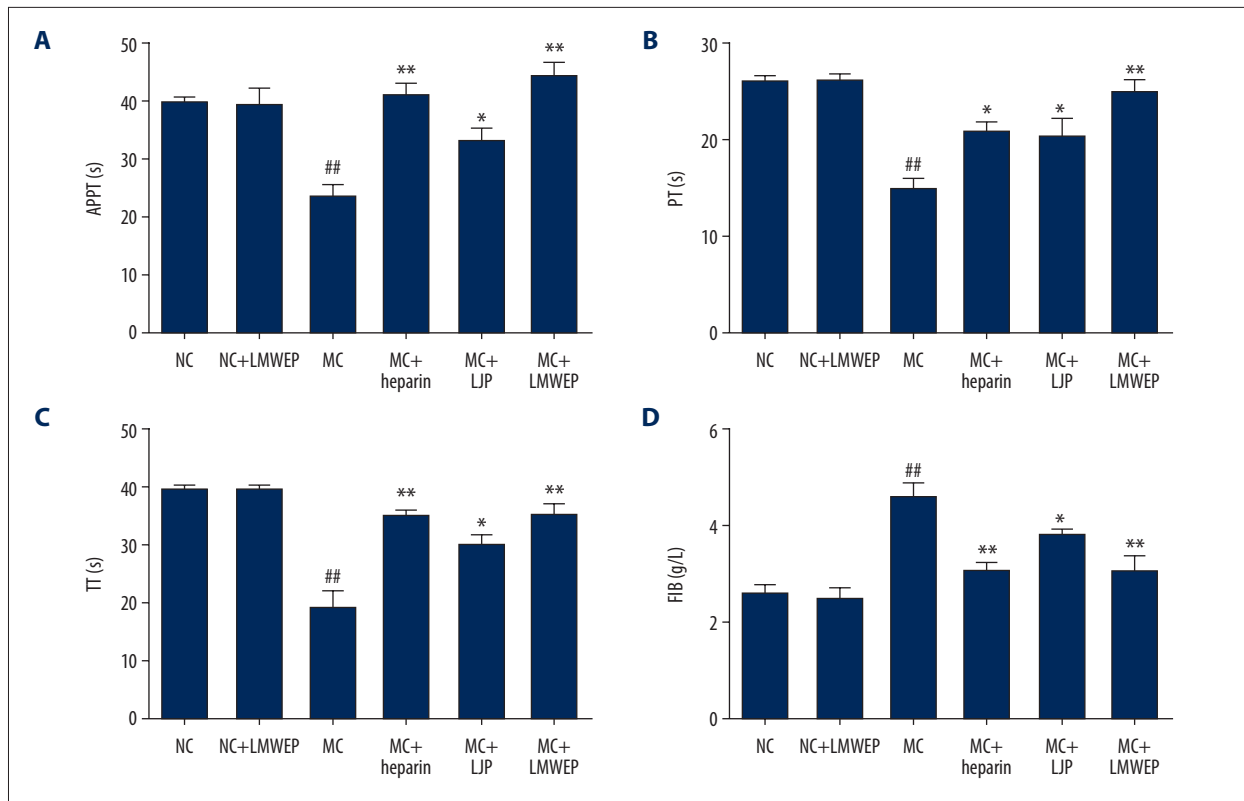 A
APPT (s)
50
40
30
20
10
0
##
**
*
**
NC
NC+LMWEP
MC
MC+
heparin
MC+
LJP
MC+
LMWEP
B
PT (s)
30
20
10
0
##
*
*
**
NC
NC+LMWEP
MC
MC+
heparin
MC+
LJP
MC+
LMWEP
C
TT (s)
50
40
30
20
10
0
##
**
*
**
NC
NC+LMWEP
MC
MC+
heparin
MC+
LJP
MC+
LMWEP
D
FIB (g/L)
6
4
2
0
##
**
*
**
NC
NC+LMWEP
MC
MC+
heparin
MC+
LJP
MC+
LMWEP